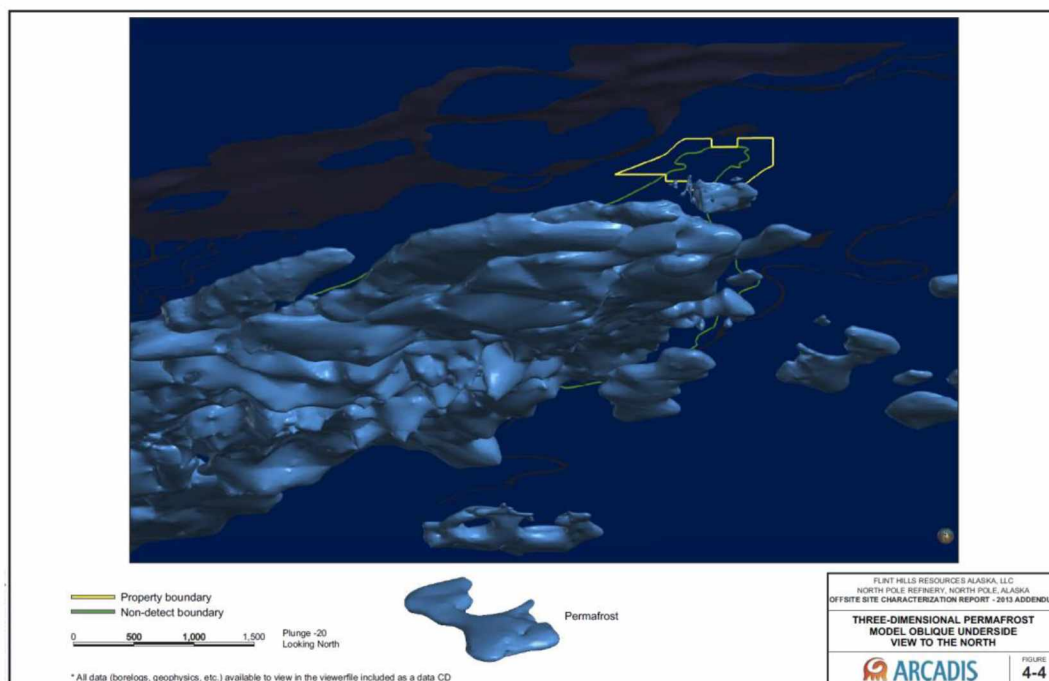 Property boundary
Non-detect boundary
0 500 1,000 1,500
Plunge -20
Looking North
Permafrost
* All data (borelogs, geophysics, etc.) available to view in the viewerfile included as a data CD
FLINT HILLS RESOURCES ALASKA, LLC
NORTH POLE REFINERY, NORTH POLE, ALASKA
OFFSITE SITE CHARACTERIZATION REPORT - 2013 ADDENDU
THREE-DIMENSIONAL PERMAFROST
MODEL OBLIQUE UNDERSIDE
VIEW TO THE NORTH
ARCADIS
FIGURE
4-4